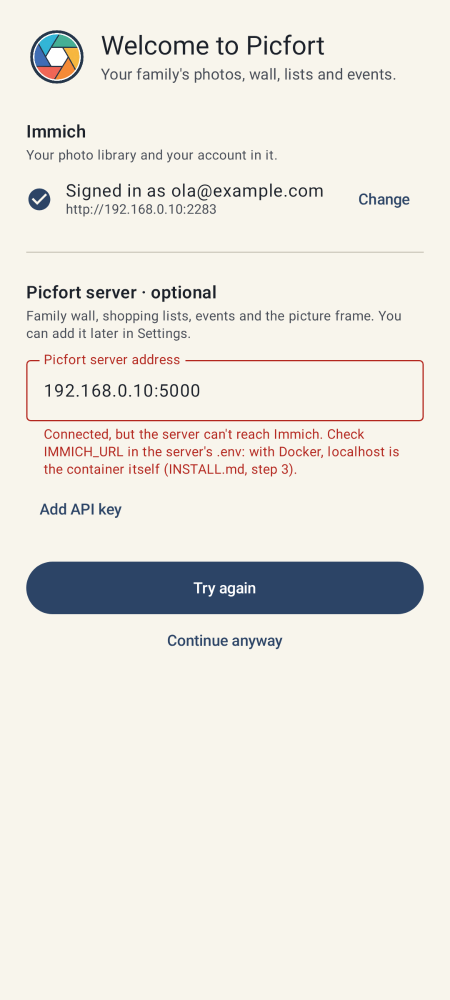 Welcome to Picfort
Your family's photos, wall, lists and events.
Immich
Your photo library and your account in it.
Signed in as ola@example.com
http://192.168.0.10:2283
Change
Picfort server · optional
Family wall, shopping lists, events and the picture frame. You
can add it later in Settings.
Picfort server address
192.168.0.10:5000
Connected, but the server can't reach Immich. Check
IMMICH_URL in the server's .env: with Docker, localhost is
the container itself (INSTALL.md, step 3).
Add API key
Try again
Continue anyway